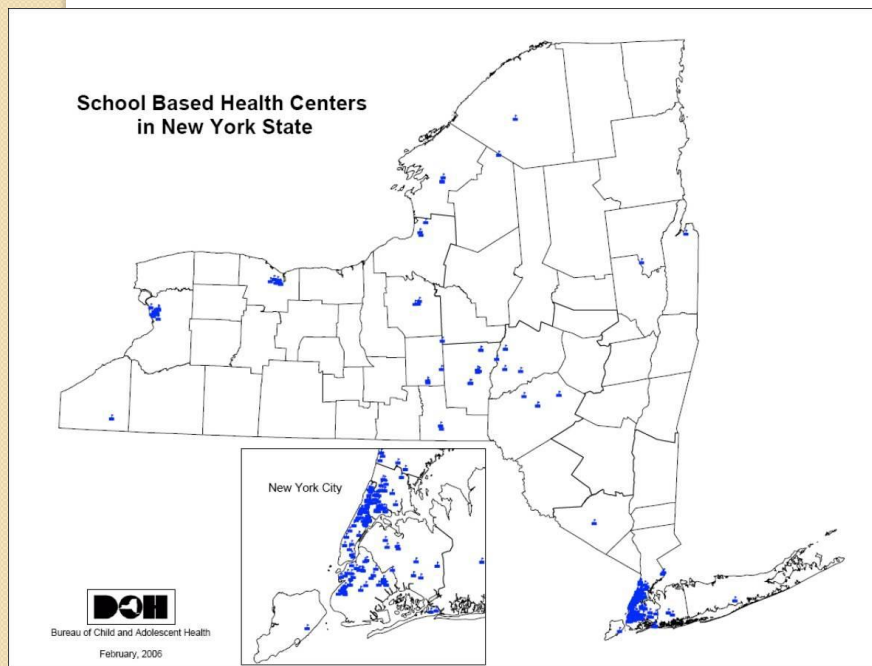 School Based Health Centers
in New York State
New York City
DOH
Bureau of Child and Adolescent Health
February, 2006